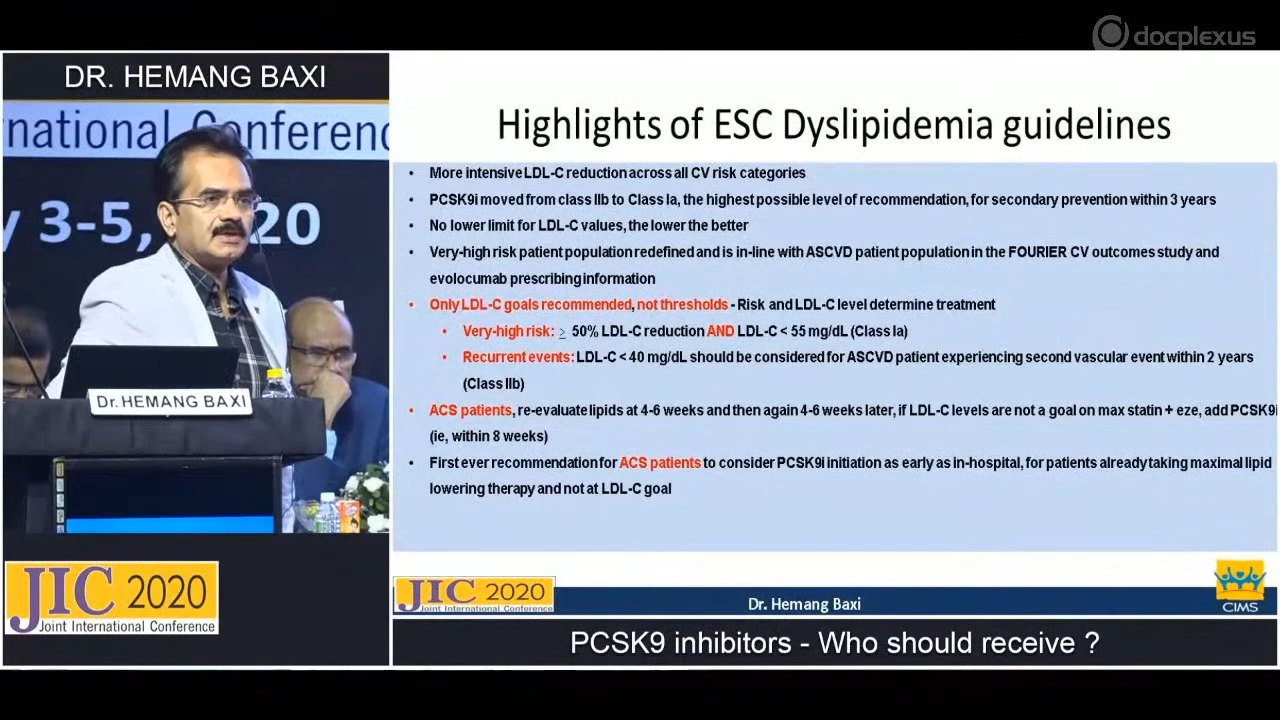 docplexus
DR. HEMANG BAXI
national Conferenc
y 3-5, 2020
Dr. HEMANG BAXI
JIC 2020
Joint International Conference
Highlights of ESC Dyslipidemia guidelines
• More intensive LDL-C reduction across all CV risk categories
• PCSK9i moved from class IIb to Class Ia, the highest possible level of recommendation, for secondary prevention within 3 years
• No lower limit for LDL-C values, the lower the better
• Very-high risk patient population redefined and is in-line with ASCVD patient population in the FOURIER CV outcomes study and
evolocumab prescribing information
• Only LDL-C goals recommended, not thresholds - Risk and LDL-C level determine treatment
• Very-high risk: ≥ 50% LDL-C reduction AND LDL-C < 55 mg/dL (Class Ia)
• Recurrent events: LDL-C < 40 mg/dL should be considered for ASCVD patient experiencing second vascular event within 2 years
(Class IIb)
• ACS patients, re-evaluate lipids at 4-6 weeks and then again 4-6 weeks later, if LDL-C levels are not a goal on max statin + eze, add PCSK9i
(ie, within 8 weeks)
• First ever recommendation for ACS patients to consider PCSK9i initiation as early as in-hospital, for patients already taking maximal lipid
lowering therapy and not at LDL-C goal
JIC 2020
Joint International Conference
Dr. Hemang Baxi
CIMS
PCSK9 inhibitors - Who should receive ?